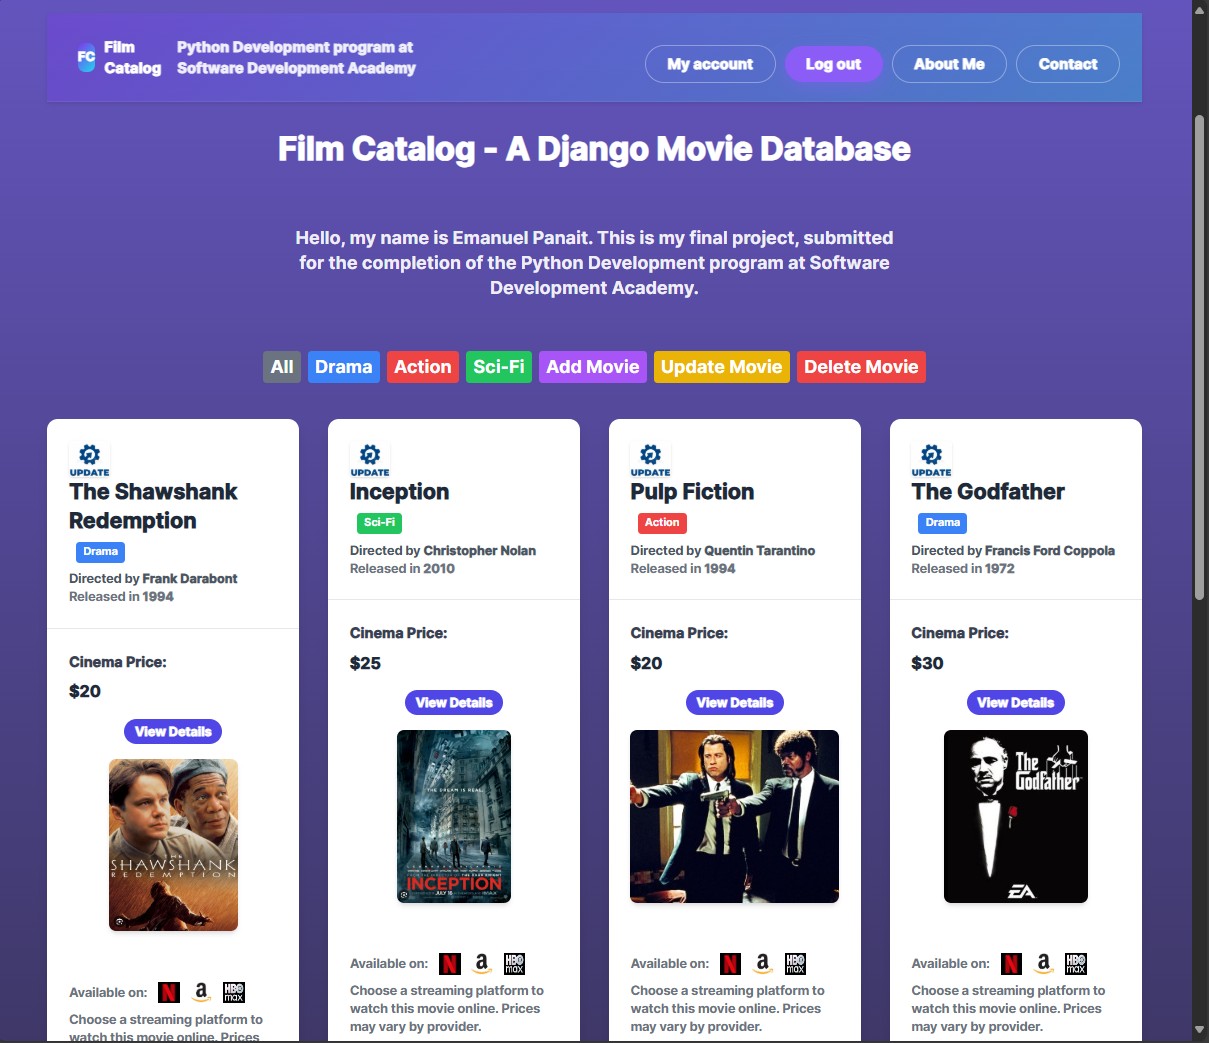 FC
Film
Catalog
Python Development program at
Software Development Academy
My account
Log out
About Me
Contact
Film Catalog - A Django Movie Database
Hello, my name is Emanuel Panait. This is my final project, submitted
for the completion of the Python Development program at Software
Development Academy.
All
Drama
Action
Sci-Fi
Add Movie
Update Movie
Delete Movie
UPDATE
The Shawshank
Redemption
Drama
Directed by Frank Darabont
Released in 1994
Cinema Price:
$20
View Details
THE
SHAWSHANK
REDEMPTION
Available on:
N
a
HBO
max
Choose a streaming platform to
watch this movie online. Prices
UPDATE
Inception
Sci-Fi
Directed by Christopher Nolan
Released in 2010
Cinema Price:
$25
View Details
THE DREAM IS REAL.
INCEPTION
JULY 16
Available on:
N
a
HBO
max
Choose a streaming platform to
watch this movie online. Prices
may vary by provider.
UPDATE
Pulp Fiction
Action
Directed by Quentin Tarantino
Released in 1994
Cinema Price:
$20
View Details
Available on:
N
a
HBO
max
Choose a streaming platform to
watch this movie online. Prices
may vary by provider.
UPDATE
The Godfather
Drama
Directed by Francis Ford Coppola
Released in 1972
Cinema Price:
$30
View Details
The
Godfather
EA
Available on:
N
a
HBO
max
Choose a streaming platform to
watch this movie online. Prices
may vary by provider.